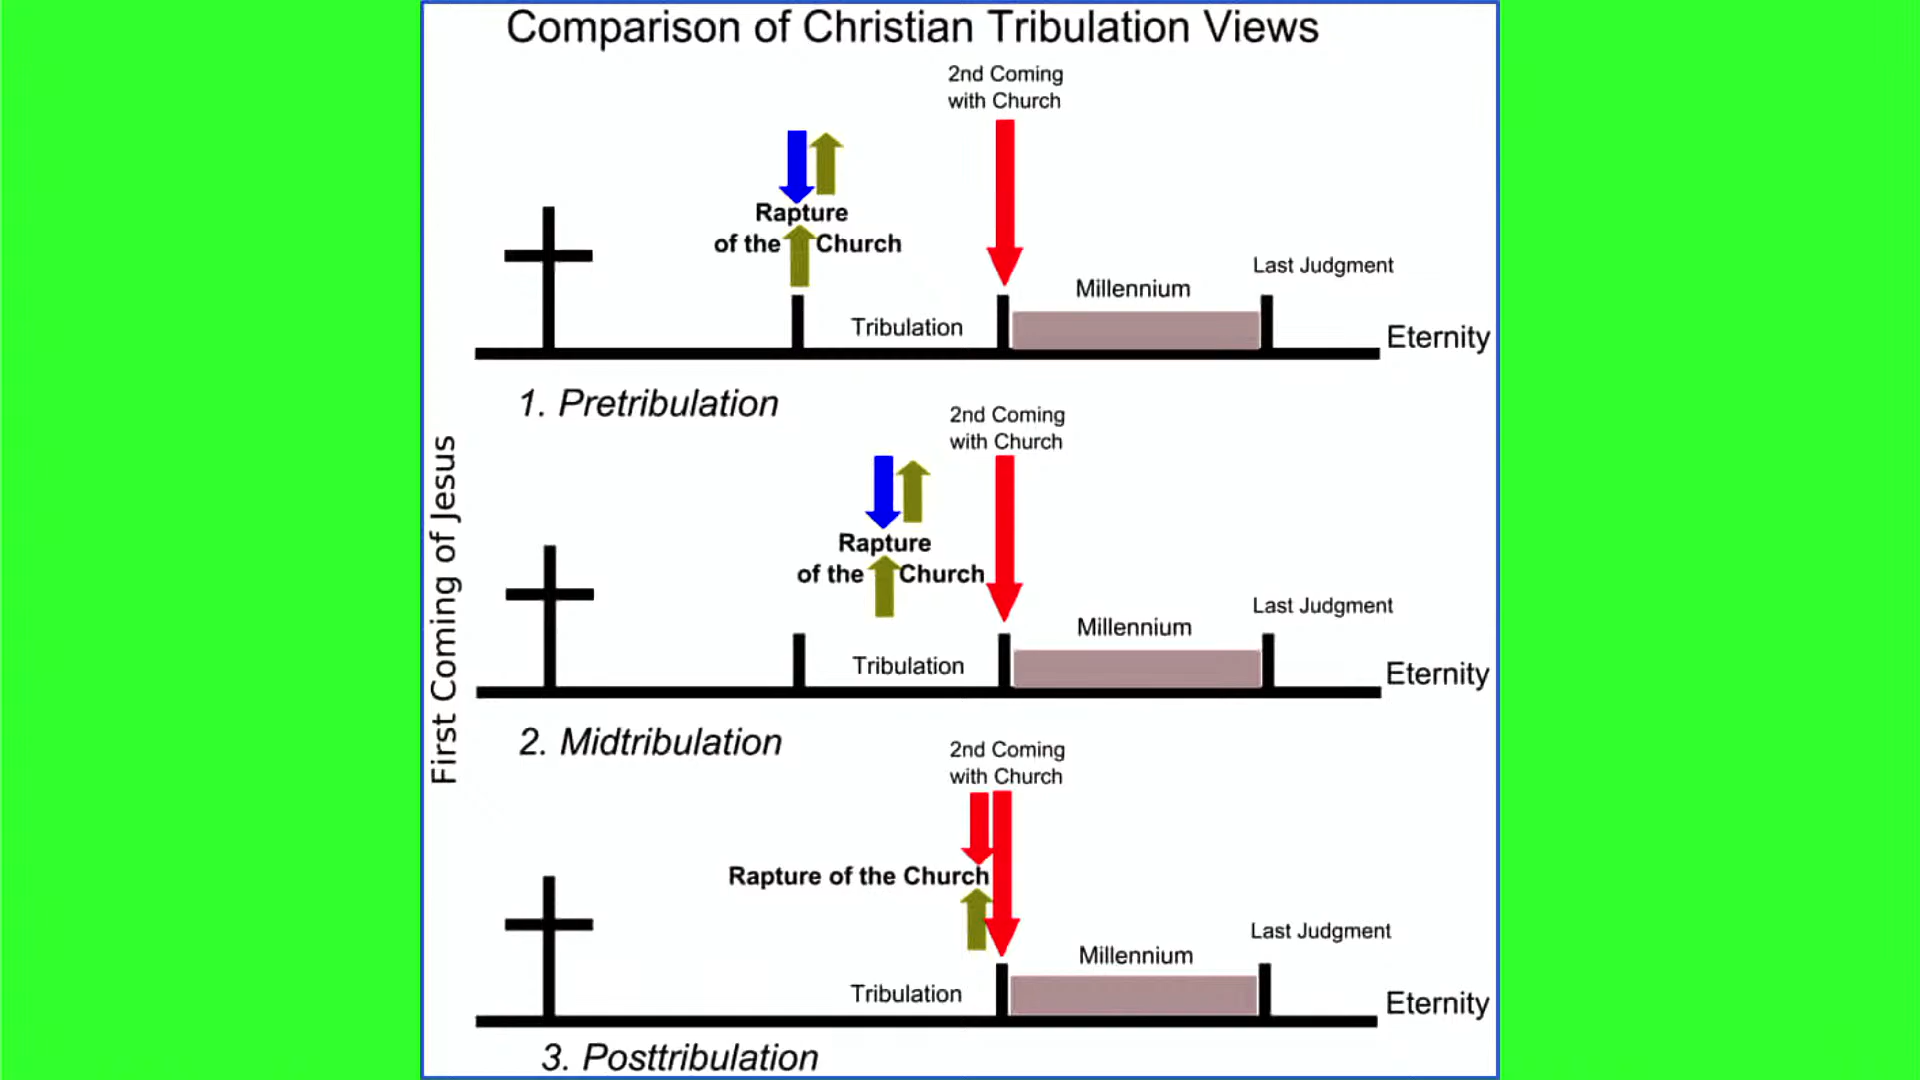 Comparison of Christian Tribulation Views
First Coming of Jesus
2nd Coming
with Church
Rapture
of the Church
Last Judgment
Millennium
Tribulation
Eternity
1. Pretribulation
2nd Coming
with Church
Rapture
of the Church
Last Judgment
Millennium
Tribulation
Eternity
2. Midtribulation
2nd Coming
with Church
Rapture of the Church
Last Judgment
Millennium
Tribulation
Eternity
3. Posttribulation